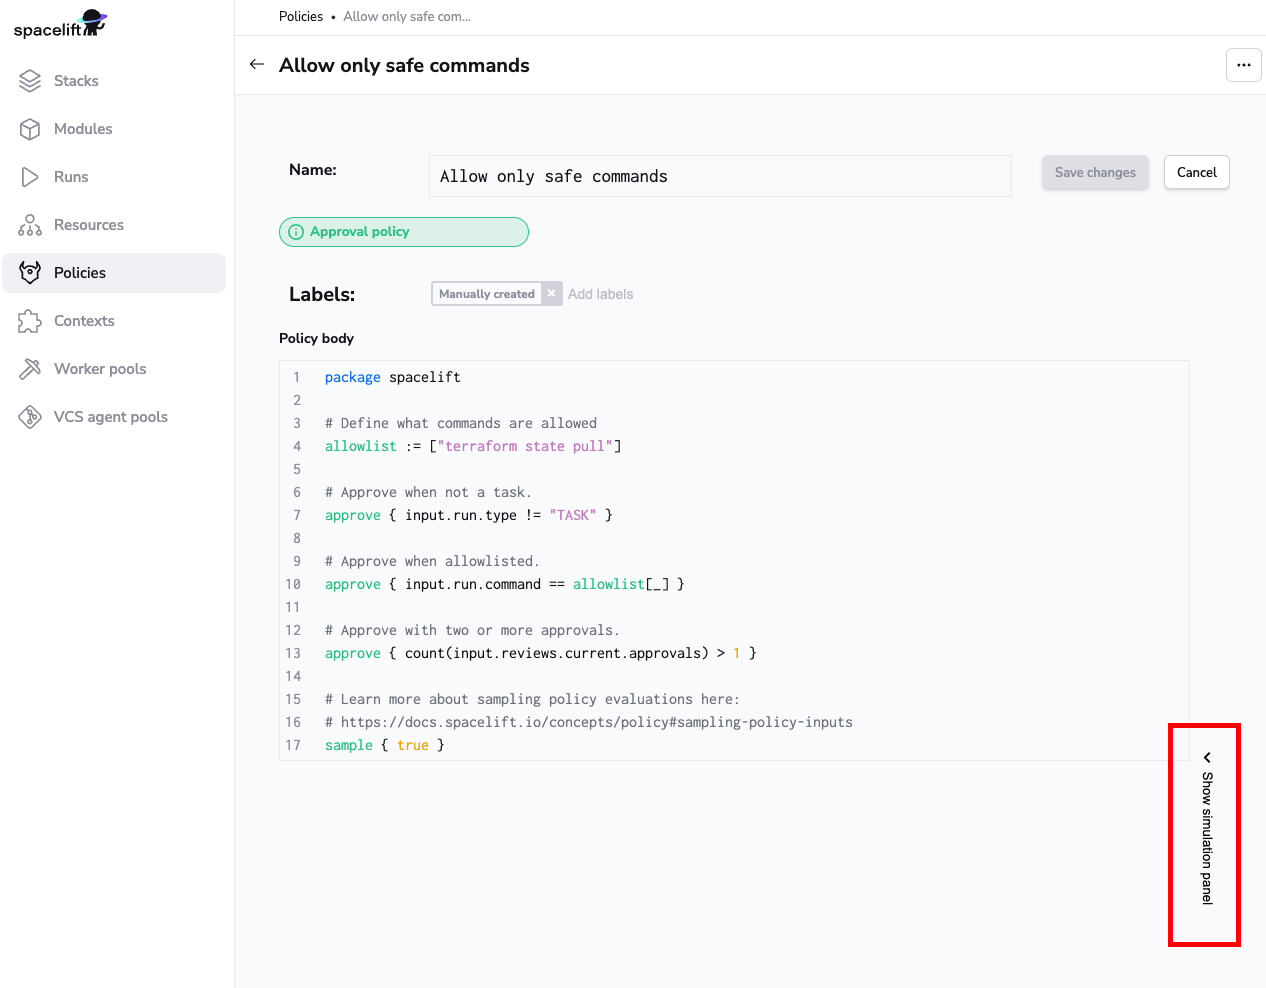 spacelift
Stacks
Modules
Runs
Resources
Policies
Contexts
Worker pools
VCS agent pools
Policies • Allow only safe com...
← Allow only safe commands
Name:
Allow only safe commands
Save changes
Cancel
Approval policy
Labels:
Manually created ×
Add labels
Policy body
1 package spacelift
2
3 # Define what commands are allowed
4 allowlist := ["terraform state pull"]
5
6 # Approve when not a task.
7 approve { input.run.type != "TASK" }
8
9 # Approve when allowlisted.
10 approve { input.run.command == allowlist[_] }
11
12 # Approve with two or more approvals.
13 approve { count(input.reviews.current.approvals) > 1 }
14
15 # Learn more about sampling policy evaluations here:
16 # https://docs.spacelift.io/concepts/policy#sampling-policy-inputs
17 sample { true }
Show simulation panel